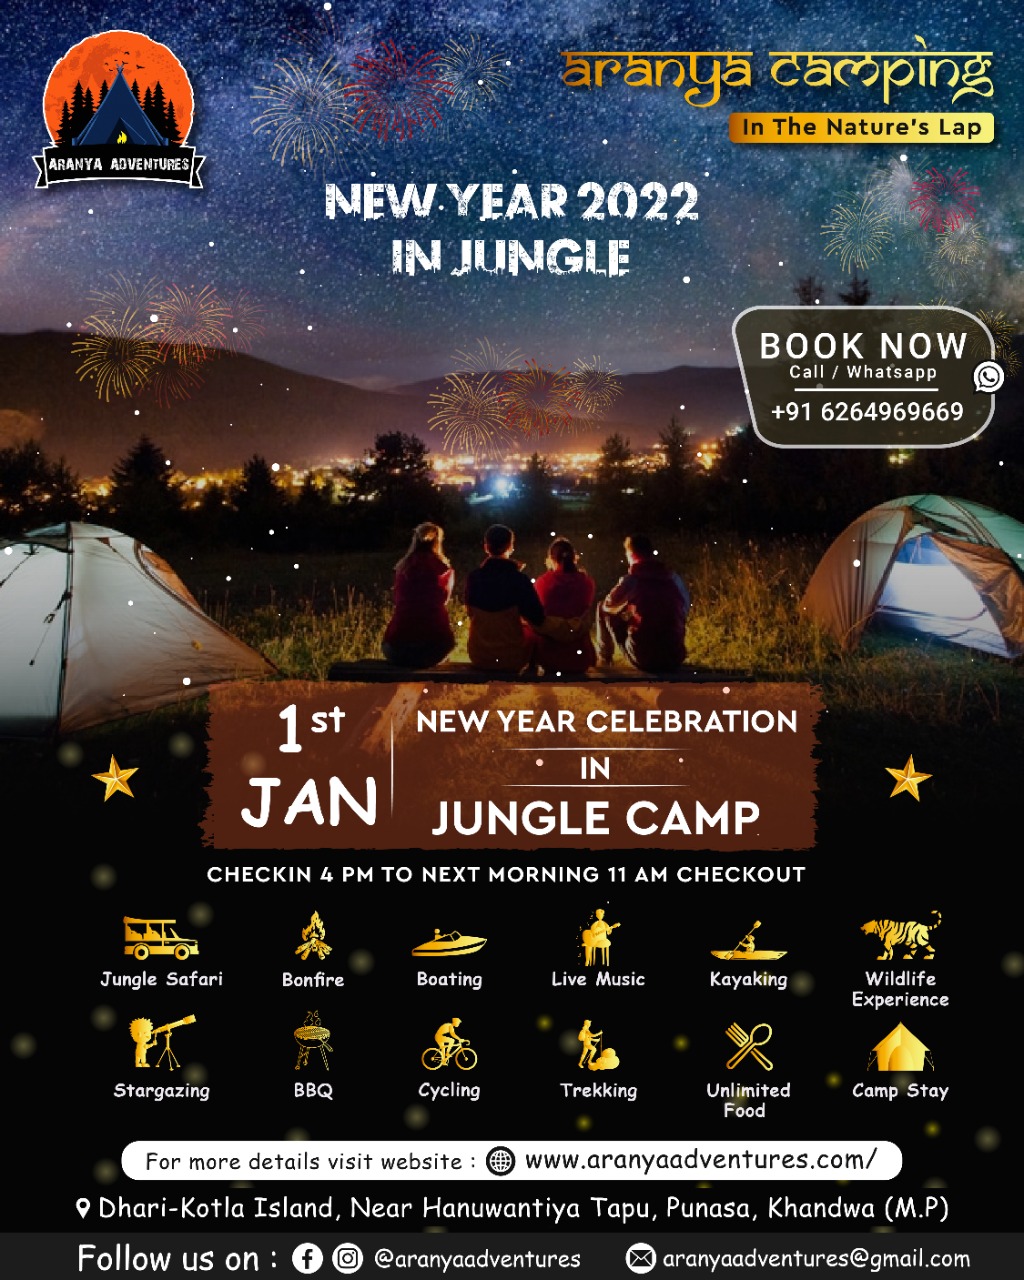 ARANYA ADVENTURES
aranya camping
In The Nature's Lap
NEW YEAR 2022
IN JUNGLE
BOOK NOW
Call / Whatsapp
+91 6264969669
1st
JAN
NEW YEAR CELEBRATION
IN
JUNGLE CAMP
CHECKIN 4 PM TO NEXT MORNING 11 AM CHECKOUT
Jungle Safari
Bonfire
Boating
Live Music
Kayaking
Wildlife
Experience
Stargazing
BBQ
Cycling
Trekking
Unlimited
Food
Camp Stay
For more details visit website : www.aranyaadventures.com/
Dhari-Kotla Island, Near Hanuwantiya Tapu, Punasa, Khandwa (M.P)
Follow us on : @aranyaadventures aranyaadventures@gmail.com